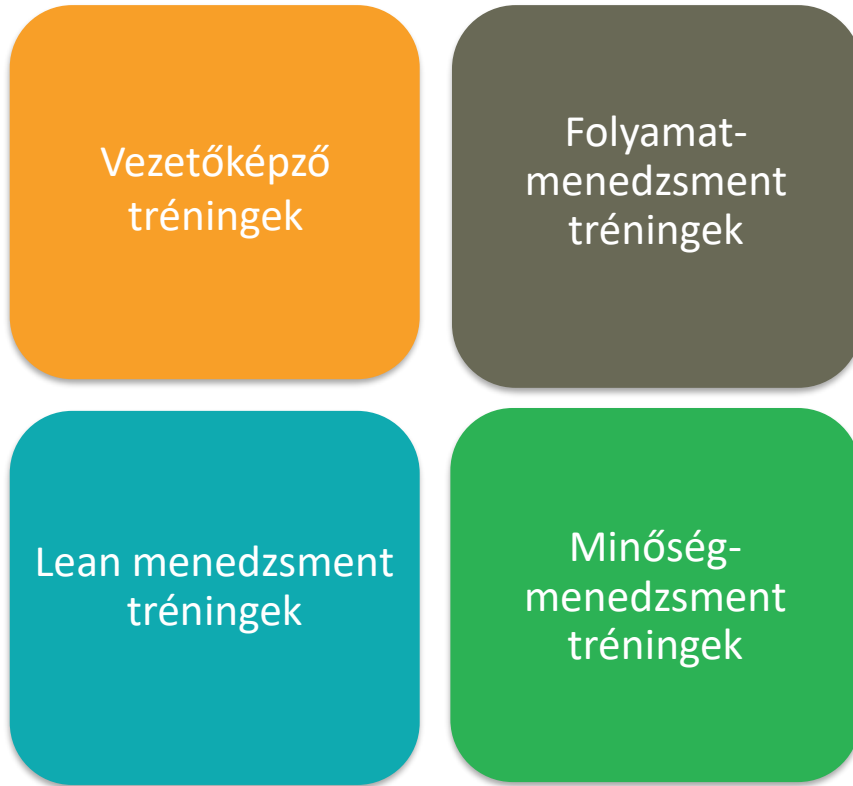 Vezetőképző
tréningek
Folyamat-
menedzsment
tréningek
Lean menedzsment
tréningek
Minőség-
menedzsment
tréningek